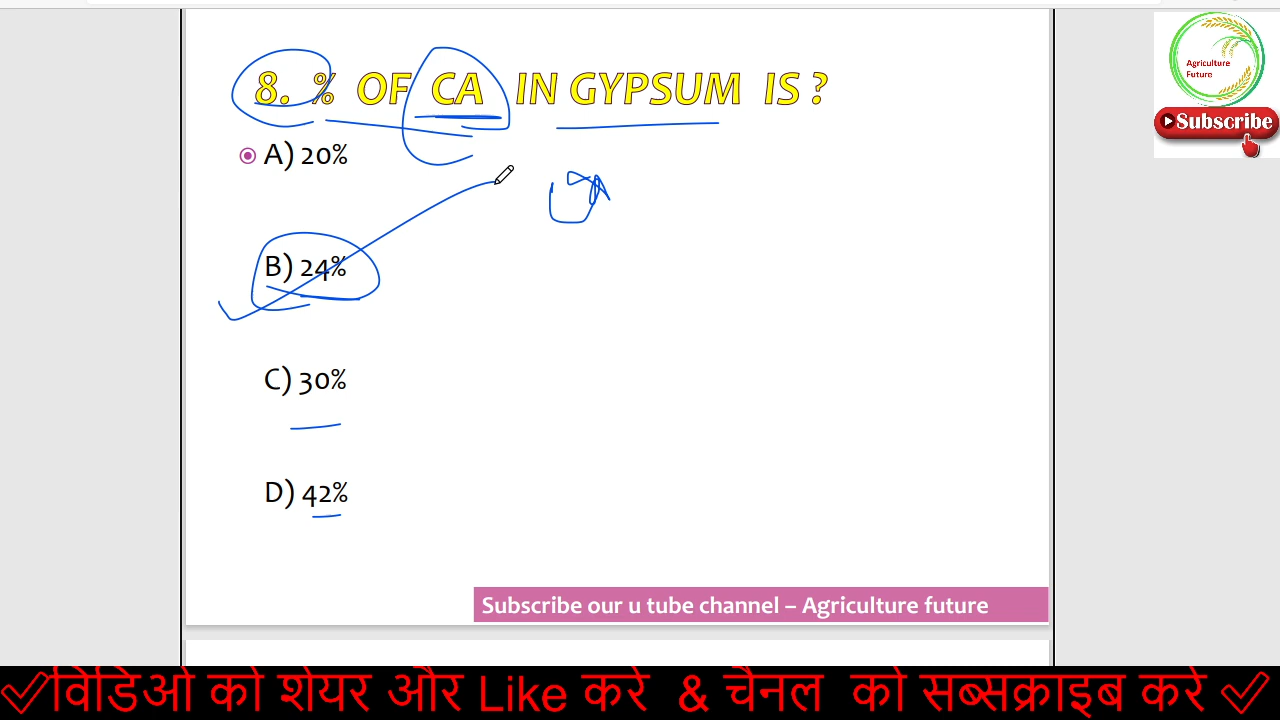 8. % OF CA IN GYPSUM IS ?
A) 20%
B) 24%
C) 30%
D) 42%
Subscribe our u tube channel – Agriculture future
Agriculture
Future
Subscribe
विडिओ को शेयर और Like करे & चैनल को सब्सक्राइब करे